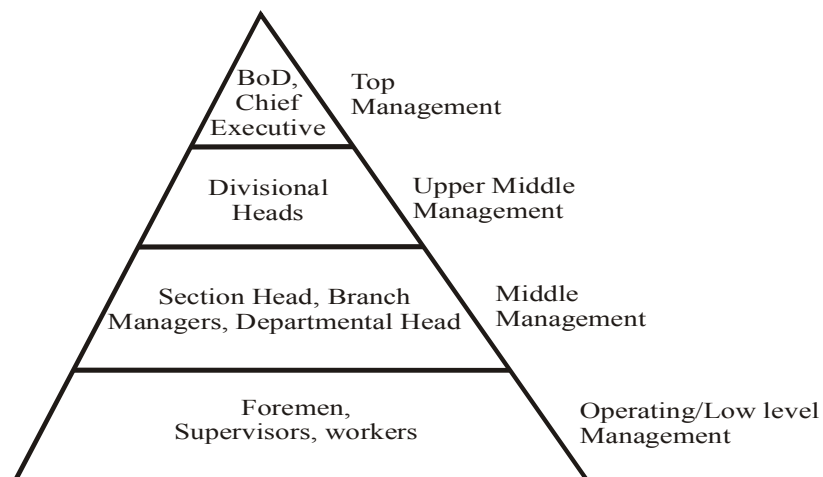 BoD,
Chief
Executive
Top
Management
Divisional
Heads
Upper Middle
Management
Section Head, Branch
Managers, Departmental Head
Middle
Management
Foremen,
Supervisors, workers
Operating/Low level
Management